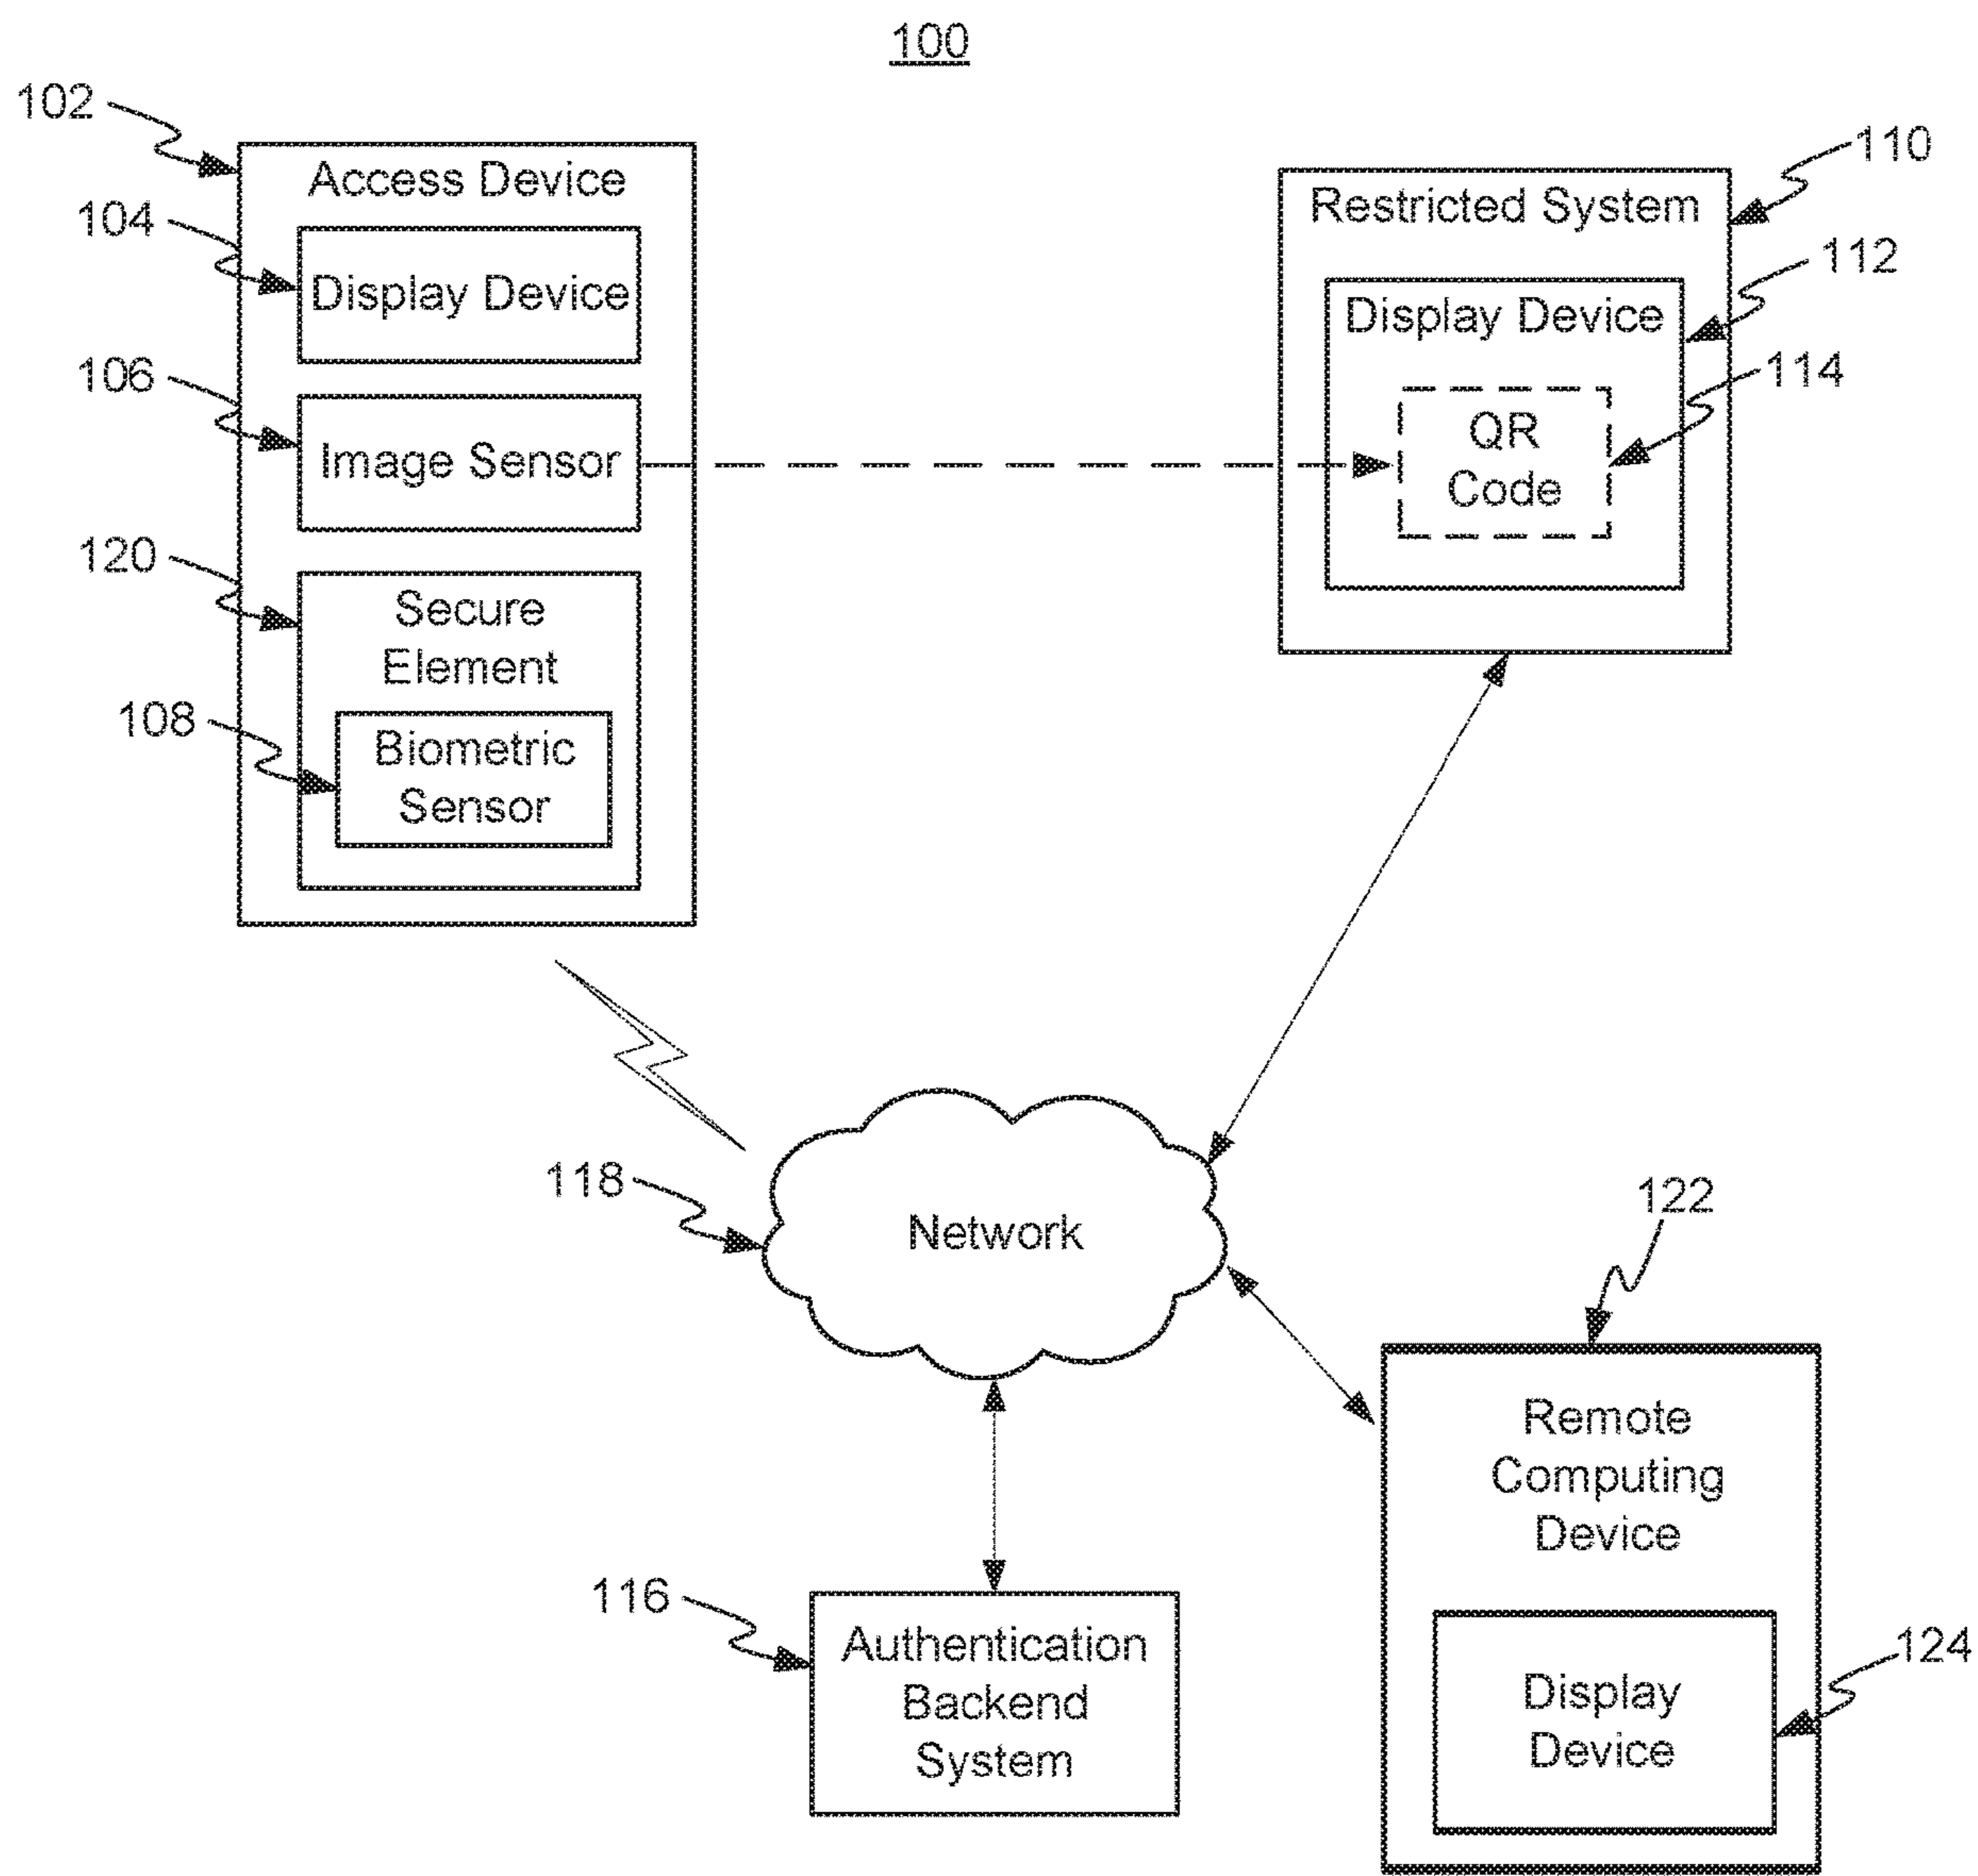 100
102
Access Device
104
Display Device
106
Image Sensor
120
Secure
Element
108
Biometric
Sensor
110
Restricted System
112
Display Device
114
QR
Code
118
Network
122
Remote
Computing
Device
124
Display
Device
116
Authentication
Backend
System